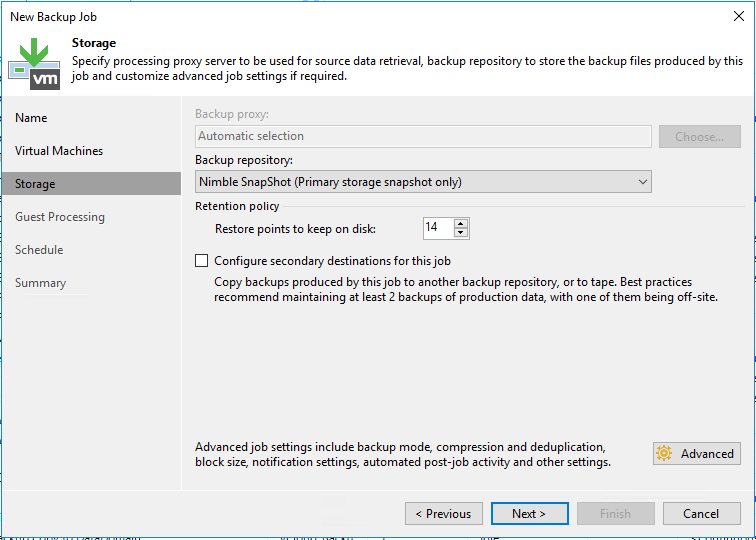 New Backup Job
Storage
Specify processing proxy server to be used for source data retrieval, backup repository to store the backup files produced by this
job and customize advanced job settings if required.
vm
Name
Virtual Machines
Storage
Guest Processing
Schedule
Summary
Backup proxy:
Automatic selection
Choose...
Backup repository:
Nimble SnapShot (Primary storage snapshot only)
Retention policy
Restore points to keep on disk:
14
Configure secondary destinations for this job
Copy backups produced by this job to another backup repository, or to tape. Best practices
recommend maintaining at least 2 backups of production data, with one of them being off-site.
Advanced job settings include backup mode, compression and deduplication,
block size, notification settings, automated post-job activity and other settings.
Advanced
< Previous
Next >
Finish
Cancel